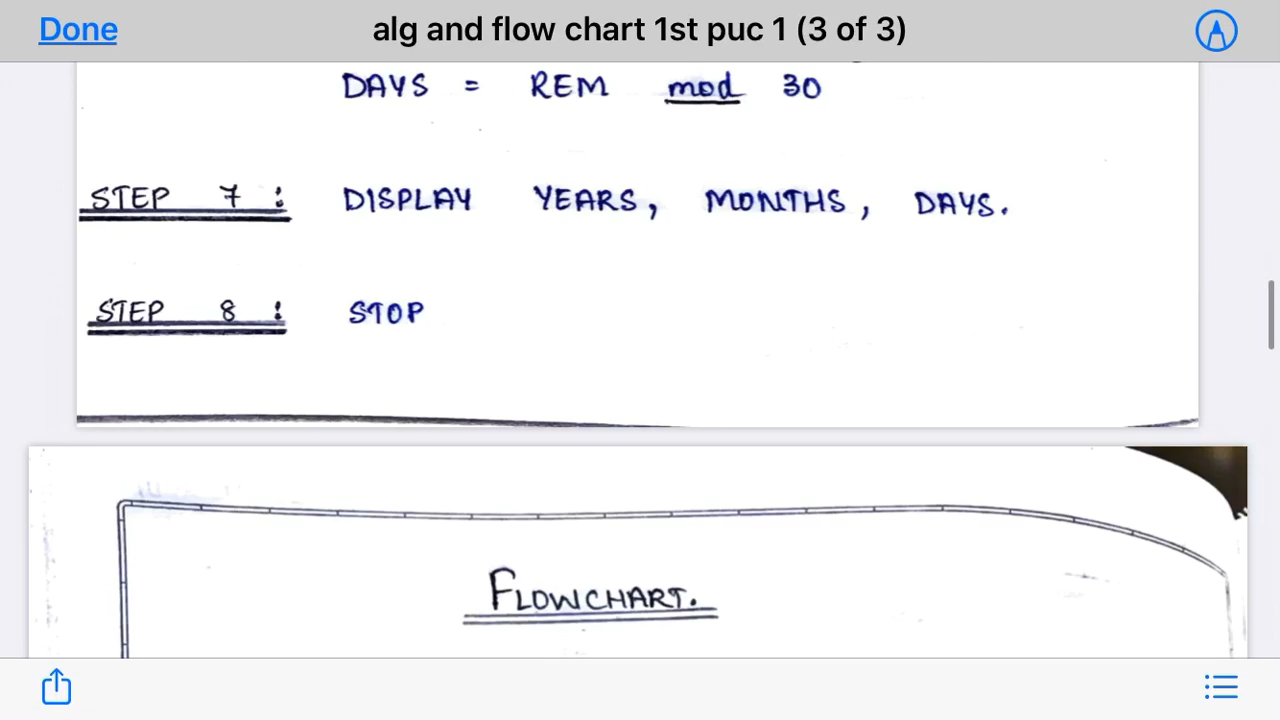 Done alg and flow chart 1st puc 1 (3 of 3)
DAYS = REM mod 30
STEP 7 : DISPLAY YEARS, MONTHS, DAYS.
STEP 8 : STOP
FLOWCHART.